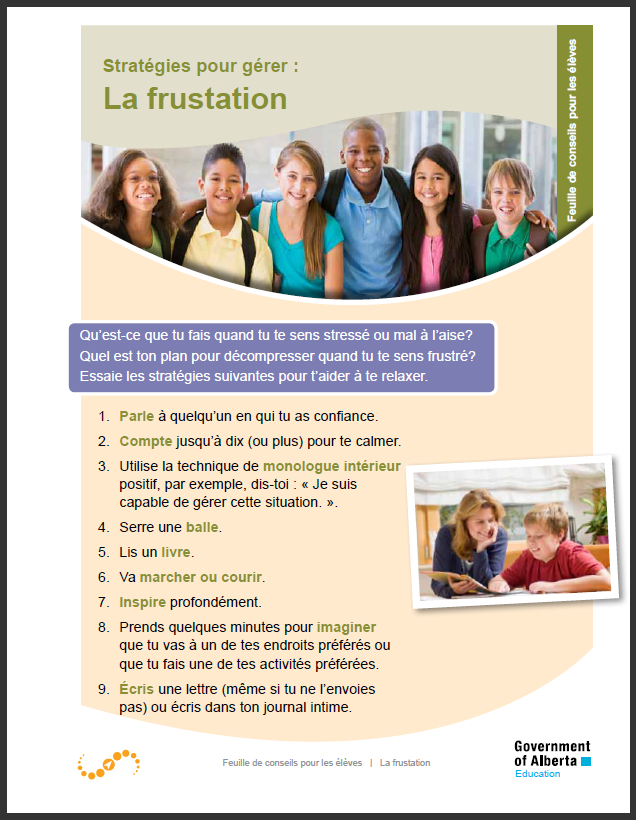 Stratégies pour gérer :
La frustation
Feuille de conseils pour les élèves
Qu'est-ce que tu fais quand tu te sens stressé ou mal à l'aise?
Quel est ton plan pour décompresser quand tu te sens frustré?
Essaie les stratégies suivantes pour t'aider à te relaxer.
1. Parle à quelqu'un en qui tu as confiance.
2. Compte jusqu'à dix (ou plus) pour te calmer.
3. Utilise la technique de monologue intérieur
positif, par exemple, dis-toi : « Je suis
capable de gérer cette situation. ».
4. Serre une balle.
5. Lis un livre.
6. Va marcher ou courir.
7. Inspire profondément.
8. Prends quelques minutes pour imaginer
que tu vas à un de tes endroits préférés ou
que tu fais une de tes activités préférées.
9. Écris une lettre (même si tu ne l'envoies
pas) ou écris dans ton journal intime.
Feuille de conseils pour les élèves | La frustation
Government
of Alberta
Education